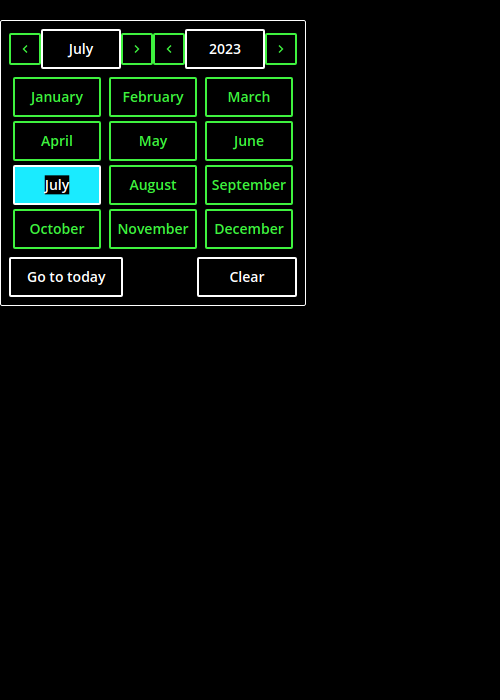 July 2023
January February March
April May June
July August September
October November December
Go to today Clear